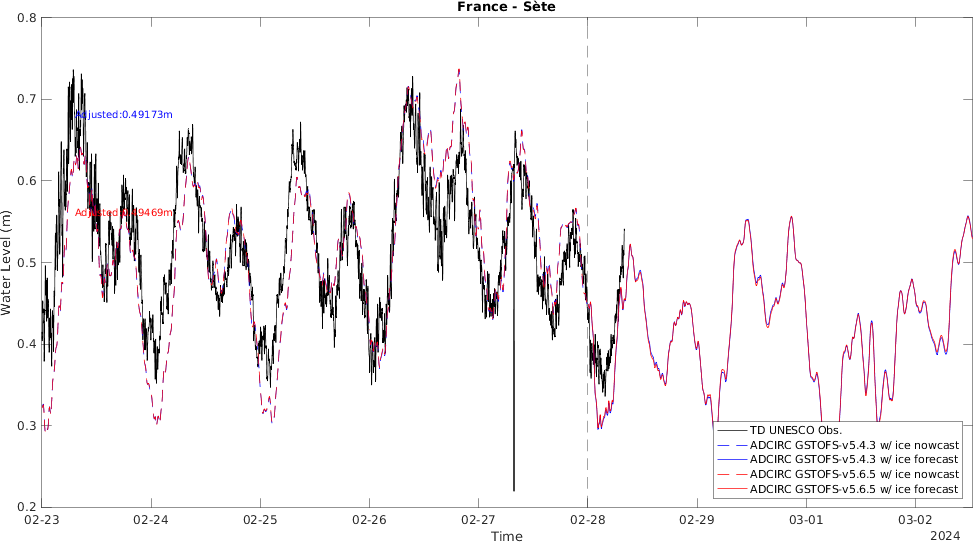 France - Sète
0.8
0.7
0.6
0.5
0.4
0.3
0.2
Water Level (m)
Adjusted:0.49173m
TD UNESCO Obs.
ADCIRC GSTOFS-v5.4.3 w/ ice nowcast
ADCIRC GSTOFS-v5.4.3 w/ ice forecast
ADCIRC GSTOFS-v5.6.5 w/ ice nowcast
ADCIRC GSTOFS-v5.6.5 w/ ice forecast
02-23 02-24 02-25 02-26 02-27 02-28 02-29 03-01 03-02
Time
2024